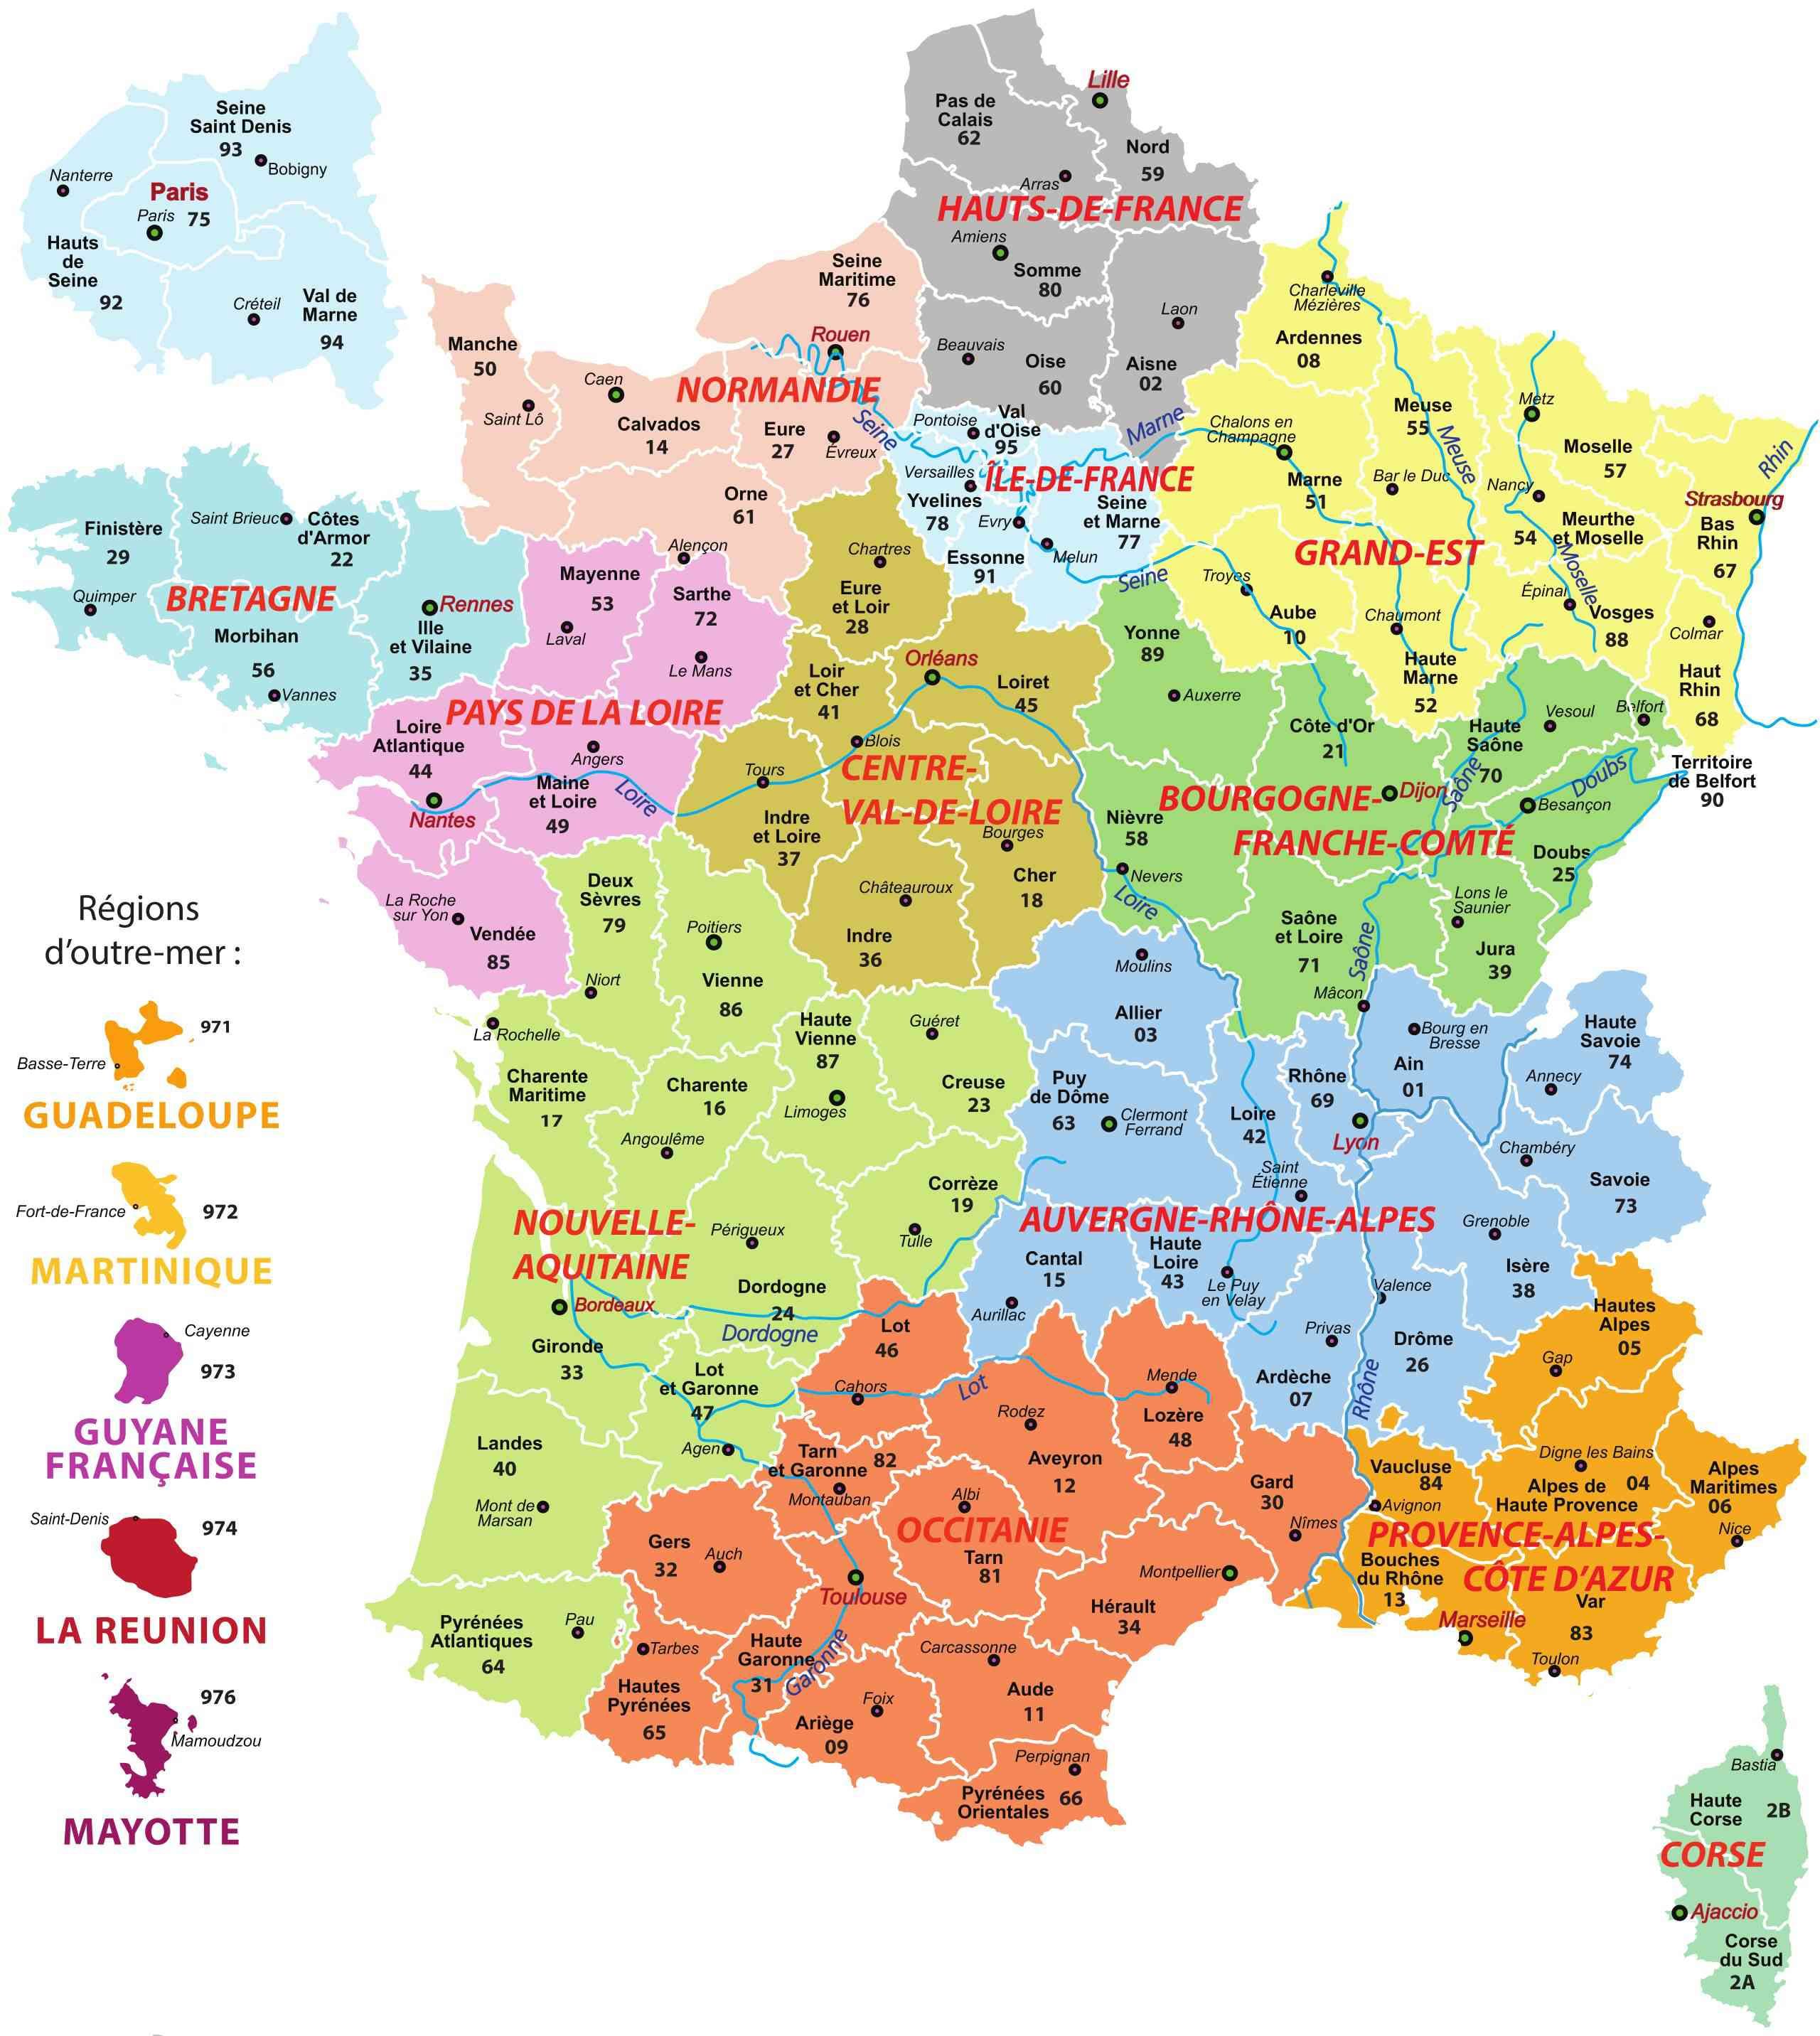 Seine
Saint Denis
93
Bobigny
Nanterre
Paris
Paris
75
Hauts
de
Seine
92
Créteil
Val de
Marne
94
Lille
Pas de
Calais
62
Nord
59
Arras
HAUTS-DE-FRANCE
Amiens
Somme
80
Laon
Beauvais
Oise
60
Aisne
02
Seine
Maritime
76
Rouen
Manche
50
Caen
NORMANDIE
Saint Lô
Calvados
14
Eure
27
Évreux
Seine
Orne
61
Alençon
Pontoise
Val
d'Oise
95
Marne
Versailles
ÎLE-DE-FRANCE
Yvelines
78
Evry
Seine
et Marne
77
Essonne
91
Melun
Seine
Charleville
Mézières
Ardennes
08
Chalons en
Champagne
Marne
51
Meuse
55
Meuse
Bar le Duc
Metz
Moselle
57
Nancy
Rhin
Strasbourg
Bas
Rhin
67
54
Meurthe
et Moselle
GRAND-EST
Moselle
Troyes
Aube
10
Chaumont
Épinal
Vosges
88
Colmar
Haute
Marne
52
Haut
Rhin
68
Finistère
29
Saint Brieuc
Côtes
d'Armor
22
Quimper
BRETAGNE
Rennes
Morbihan
56
Ille
et Vilaine
35
Vannes
Mayenne
53
Sarthe
72
Laval
Le Mans
PAYS DE LA LOIRE
Loire
Atlantique
44
Angers
Maine
et Loire
49
Loire
Nantes
La Roche
sur Yon
Vendée
85
Chartres
Eure
et Loir
28
Orléans
Loir
et Cher
41
Loiret
45
Blois
Tours
CENTRE-
VAL-DE-LOIRE
Indre
et Loire
37
Bourges
Châteauroux
Cher
18
Indre
36
Yonne
89
Auxerre
Côte d'Or
21
Haute
Saône
70
Vesoul
Belfort
Territoire
de Belfort
90
Saône
Doubs
BOURGOGNE-
FRANCHE-COMTÉ
Dijon
Besançon
Nièvre
58
Nevers
Loire
Doubs
25
Lons le
Saunier
Saône
et Loire
71
Saône
Jura
39
Mâcon
Deux
Sèvres
79
Poitiers
Vienne
86
Niort
La Rochelle
Haute
Vienne
87
Guéret
Charente
Maritime
17
Charente
16
Limoges
Creuse
23
Angoulême
Corrèze
19
NOUVELLE-
AQUITAINE
Périgueux
Tulle
Dordogne
24
Bordeaux
Dordogne
Gironde
33
Lot
et Garonne
47
Agen
Landes
40
Mont de
Marsan
Pyrénées
Atlantiques
64
Pau
Moulins
Allier
03
Puy
de Dôme
63
Clermont
Ferrand
Loire
42
Rhône
69
Bourg en
Bresse
Ain
01
Haute
Savoie
74
Annecy
Lyon
Chambéry
Saint
Étienne
Savoie
73
AUVERGNE-RHÔNE-ALPES
Grenoble
Cantal
15
Haute
Loire
43
Le Puy
en Velay
Isère
38
Valence
Aurillac
Privas
Drôme
26
Ardèche
07
Rhône
Lot
46
Cahors
Lot
Mende
Rodez
Lozère
48
Tarn
et Garonne
82
Montauban
Aveyron
12
Albi
OCCITANIE
Gard
30
Nîmes
Gers
32
Auch
Tarn
81
Toulouse
Montpellier
Hérault
34
Tarbes
Haute
Garonne
31
Garonne
Carcassonne
Hautes
Pyrénées
65
Foix
Aude
11
Ariège
09
Perpignan
Pyrénées
Orientales
66
Hautes
Alpes
05
Gap
Vaucluse
84
Digne les Bains
Alpes de
Haute Provence
04
Alpes
Maritimes
06
Avignon
Nice
PROVENCE-ALPES-
CÔTE D’AZUR
Bouches
du Rhône
13
Var
83
Marseille
Toulon
Bastia
Haute
Corse
2B
CORSE
Ajaccio
Corse
du Sud
2A
Régions
d’outre-mer :
971
Basse-Terre
GUADELOUPE
Fort-de-France
972
MARTINIQUE
Cayenne
973
GUYANE
FRANÇAISE
Saint-Denis
974
LA REUNION
976
Mamoudzou
MAYOTTE